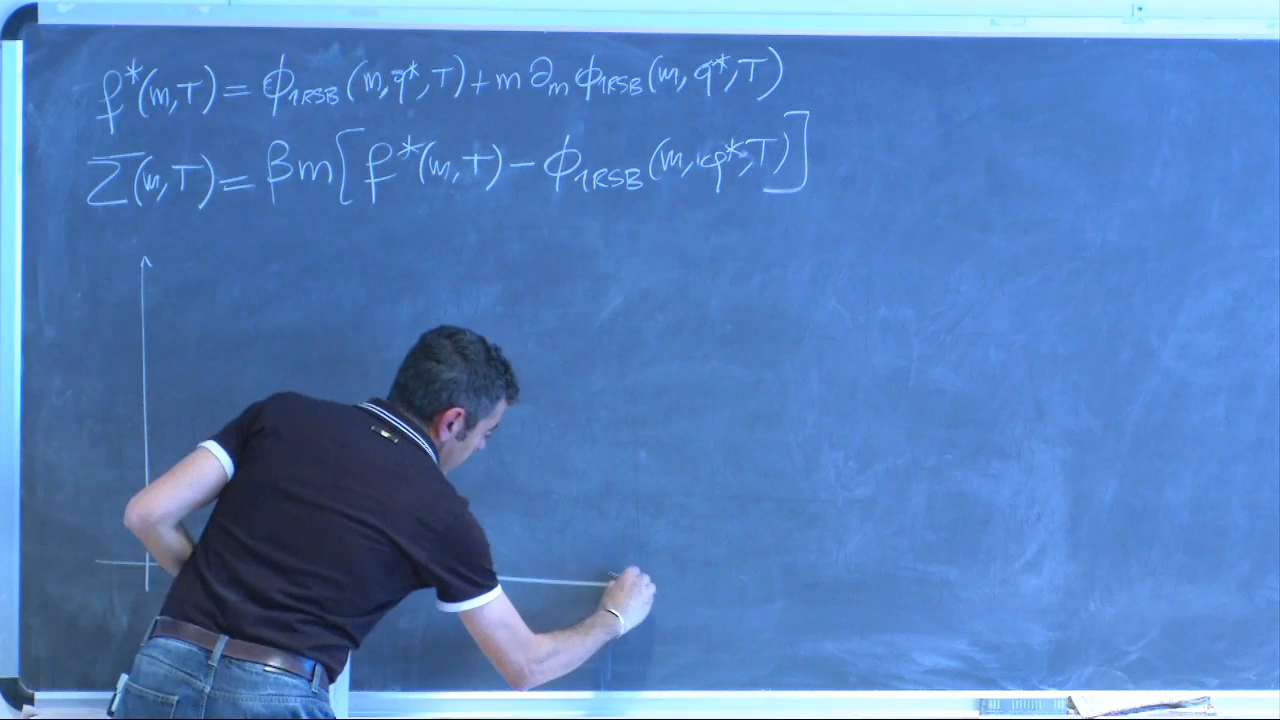 f*(m,T) = ϕ₁RSB(m,q*,T) + m ∂ₘ ϕ₁RSB(m,q*,T)
Σ(m,T) = βm[f*(m,T) − ϕ₁RSB(m,q*,T)]